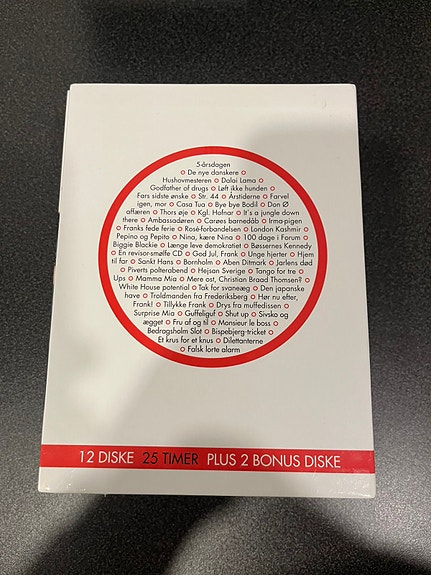 5-årsdagen
O De nye danskere O
Hushovmesteren O Dolai Lama O
Godfather of drugs O Løft ikke hunden O
Fars sidste ønske O Str. 44 O Årstiderne O Farvel
igen, mor O Casa Tua O Bye bye Bodil O Don Ø
affæren O Thors øje O Kgl. Hofnar O It's a jungle down
there O Ambassadøren O Carøes barnedåb O Irma-pigen
O Franks fede ferie O Rosé-forbandelsen O London Kashmir O
Pepino og Pepito O Nina, kære Nina O 100 dage i Forum O
Biggie Blackie O Længe leve demokratiet O Bøssernes Kennedy
O En revisor-smølfe CD O God Jul, Frank O Unge hjerter O Hjem
til far O Sankt Hans O Bornholm O Aben Ditmark O Jarlens død
O Piverts polterabend O Hejsan Sverige O Tango for tre O
Ups O Mamma Mia O Mere ost, Christian Braad Thomsen? O
White House potential O Tak for svaneæg O Den japanske
have O Troldmanden fra Frederiksberg O Hør nu efter,
Frank! O Tillykke Frank O Drys fra muffedissen O
Surprise Mia O Guffeliguf O Shut up O Sivsko og
ægget O Fru af og til O Monsieur le boss O
Bedragsholm Slot O Bispebjerg-tricket O
Et krus for et knus O Dilettanterne
O Falsk lorte alarm
12 DISKE 25 TIMER PLUS 2 BONUS DISKE